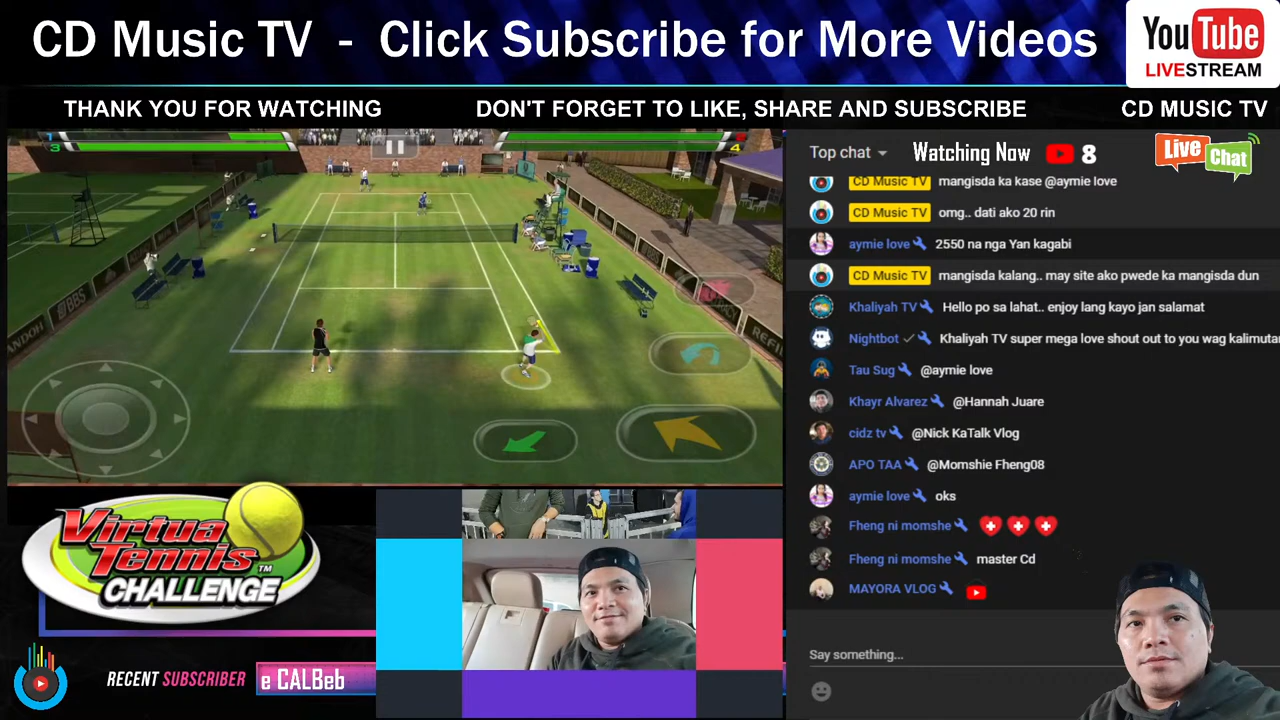 CD Music TV - Click Subscribe for More Videos
YouTube
LIVESTREAM
THANK YOU FOR WATCHING
DON'T FORGET TO LIKE, SHARE AND SUBSCRIBE
CD MUSIC TV
1
3
4
BBS
Top chat
Watching Now
8
Live
Chat
CD Music TV mangisda ka kase @aymie love
CD Music TV omg.. dati ako 20 rin
aymie love 2550 na nga Yan kagabi
CD Music TV mangisda kalang.. may site ako pwede ka mangisda dun
Khaliyah TV Hello po sa lahat.. enjoy lang kayo jan salamat
Nightbot Khaliyah TV super mega love shout out to you wag kalimuta
Tau Sug @aymie love
Khayr Alvarez @Hannah Juare
cidz tv @Nick KaTalk Vlog
APO TAA @Momshie Fheng08
aymie love oks
Fheng ni momshe
Fheng ni momshe master Cd
MAYORA VLOG
Say something...
Virtua
Tennis™
CHALLENGE
RECENT SUBSCRIBER
e CALBeb